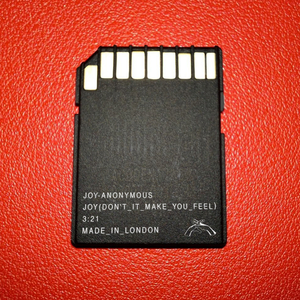 JOY-ANONYMOUS
JOY(DON'T_IT_MAKE_YOU_FEEL)
3:21
MADE_IN_LONDON